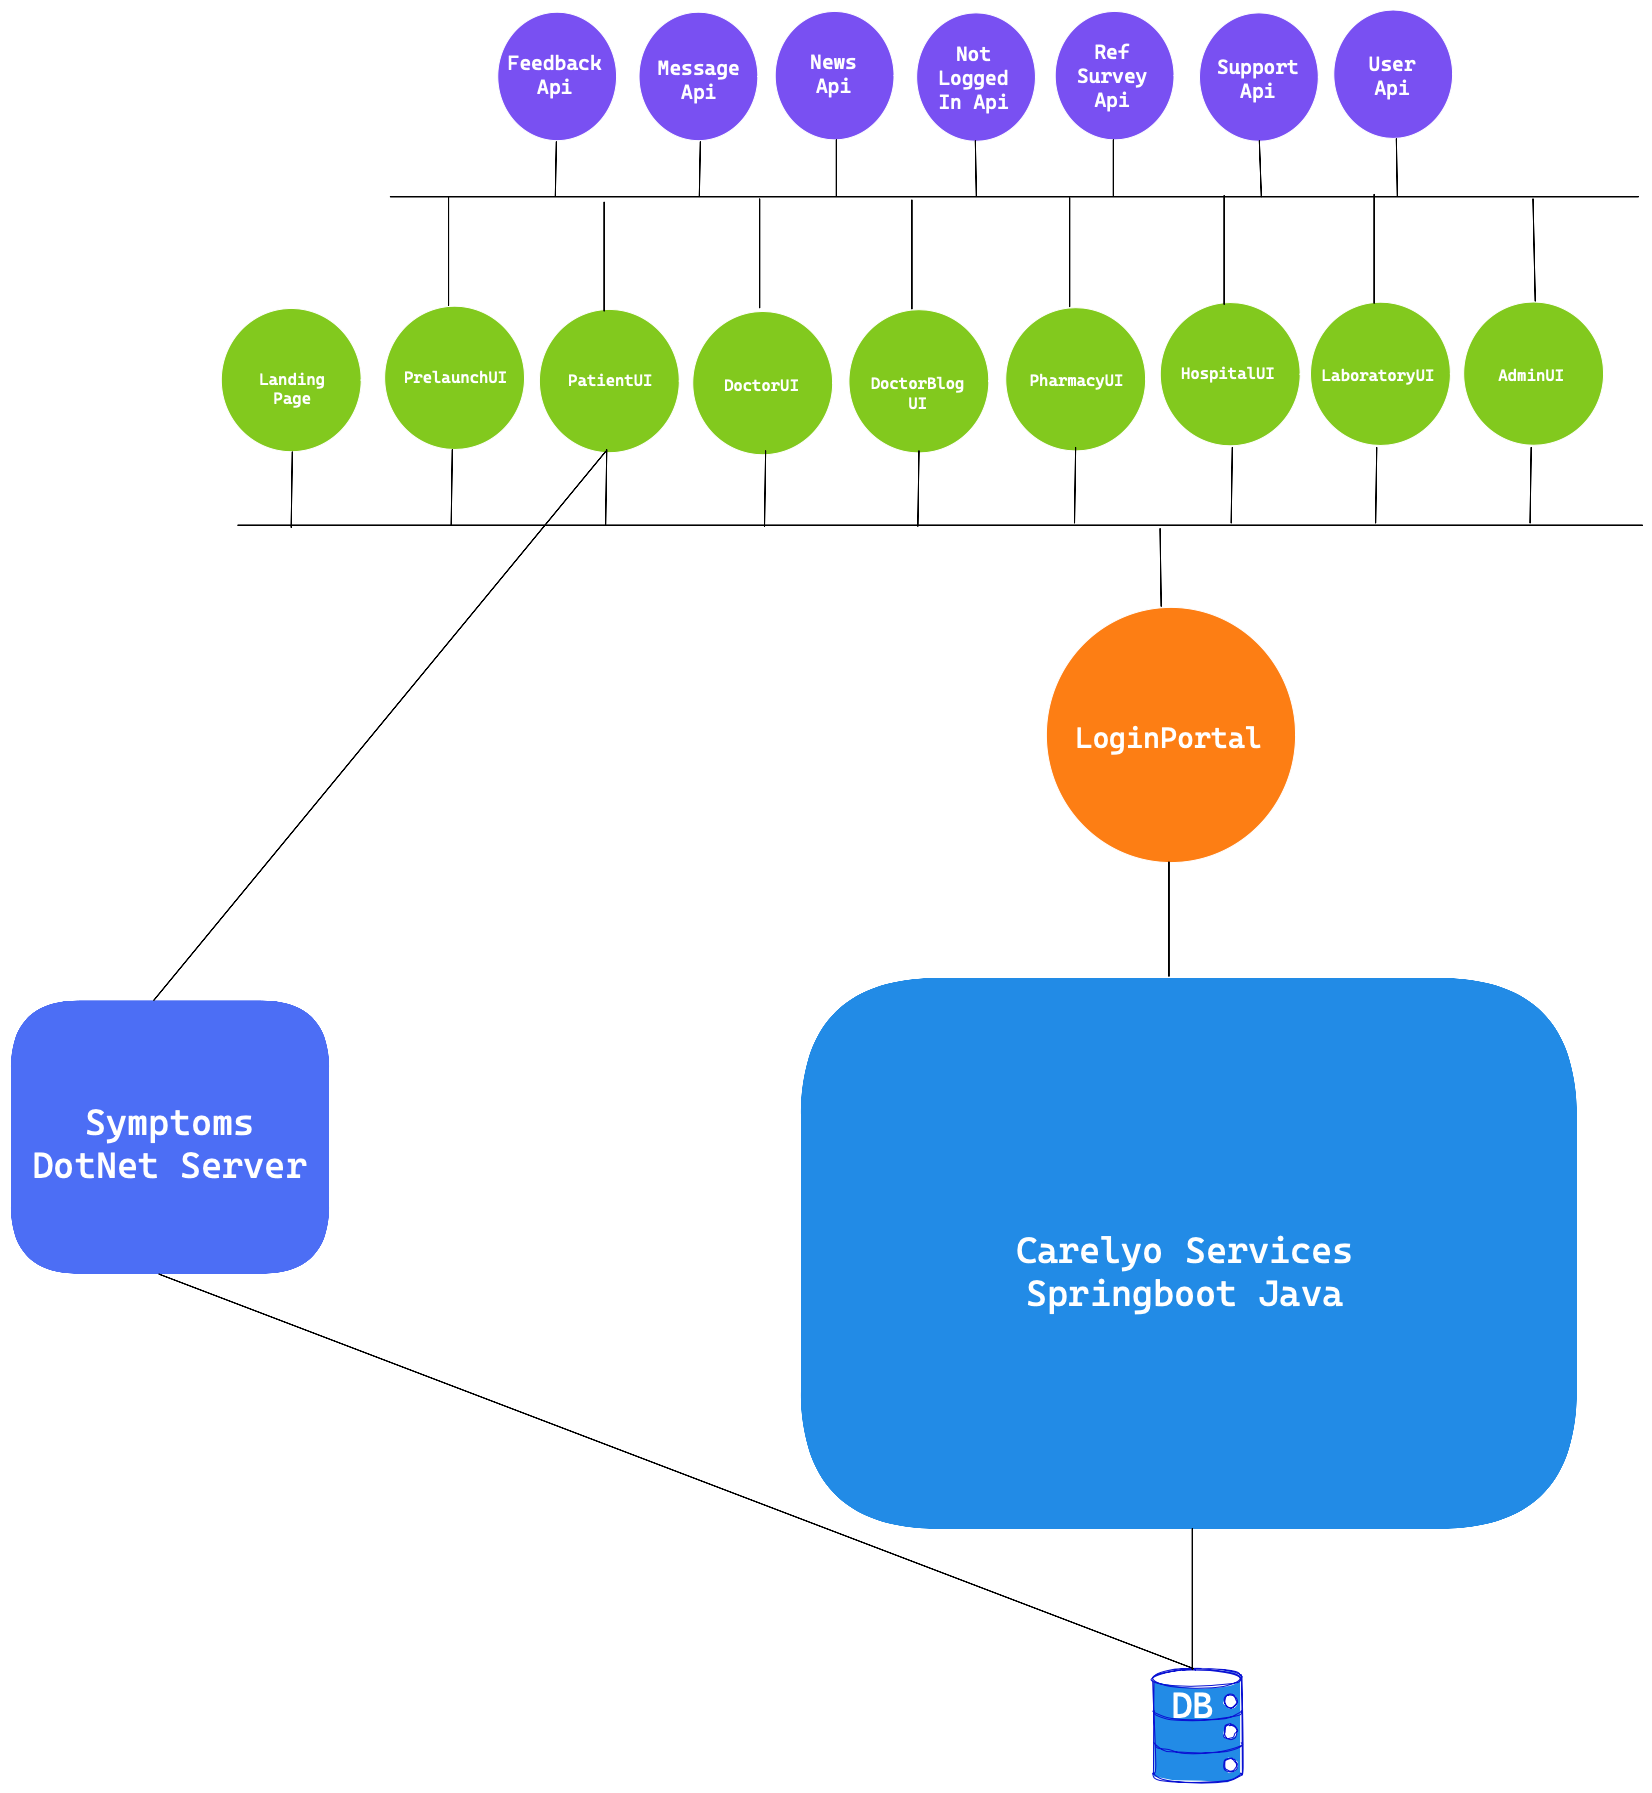 Feedback
Api
Message
Api
News
Api
Not
Logged
In Api
Ref
Survey
Api
Support
Api
User
Api
Landing
Page
PrelaunchUI
PatientUI
DoctorUI
DoctorBlog
UI
PharmacyUI
HospitalUI
LaboratoryUI
AdminUI
LoginPortal
Symptoms
DotNet Server
Carelyo Services
Springboot Java
DB